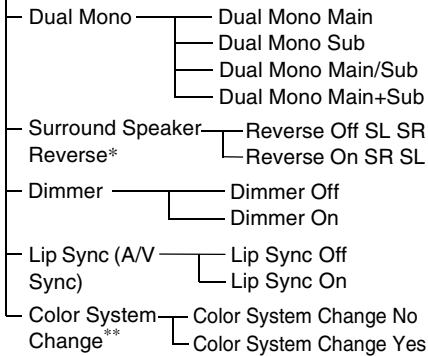 Dual Mono Dual Mono Main
Dual Mono Sub
Dual Mono Main/Sub
Dual Mono Main+Sub
Surround Speaker Reverse Off SL SR
Reverse* Reverse On SR SL
Dimmer Dimmer Off
Dimmer On
Lip Sync (A/V Lip Sync Off
Sync) Lip Sync On
Color System Color System Change No
Change** Color System Change Yes